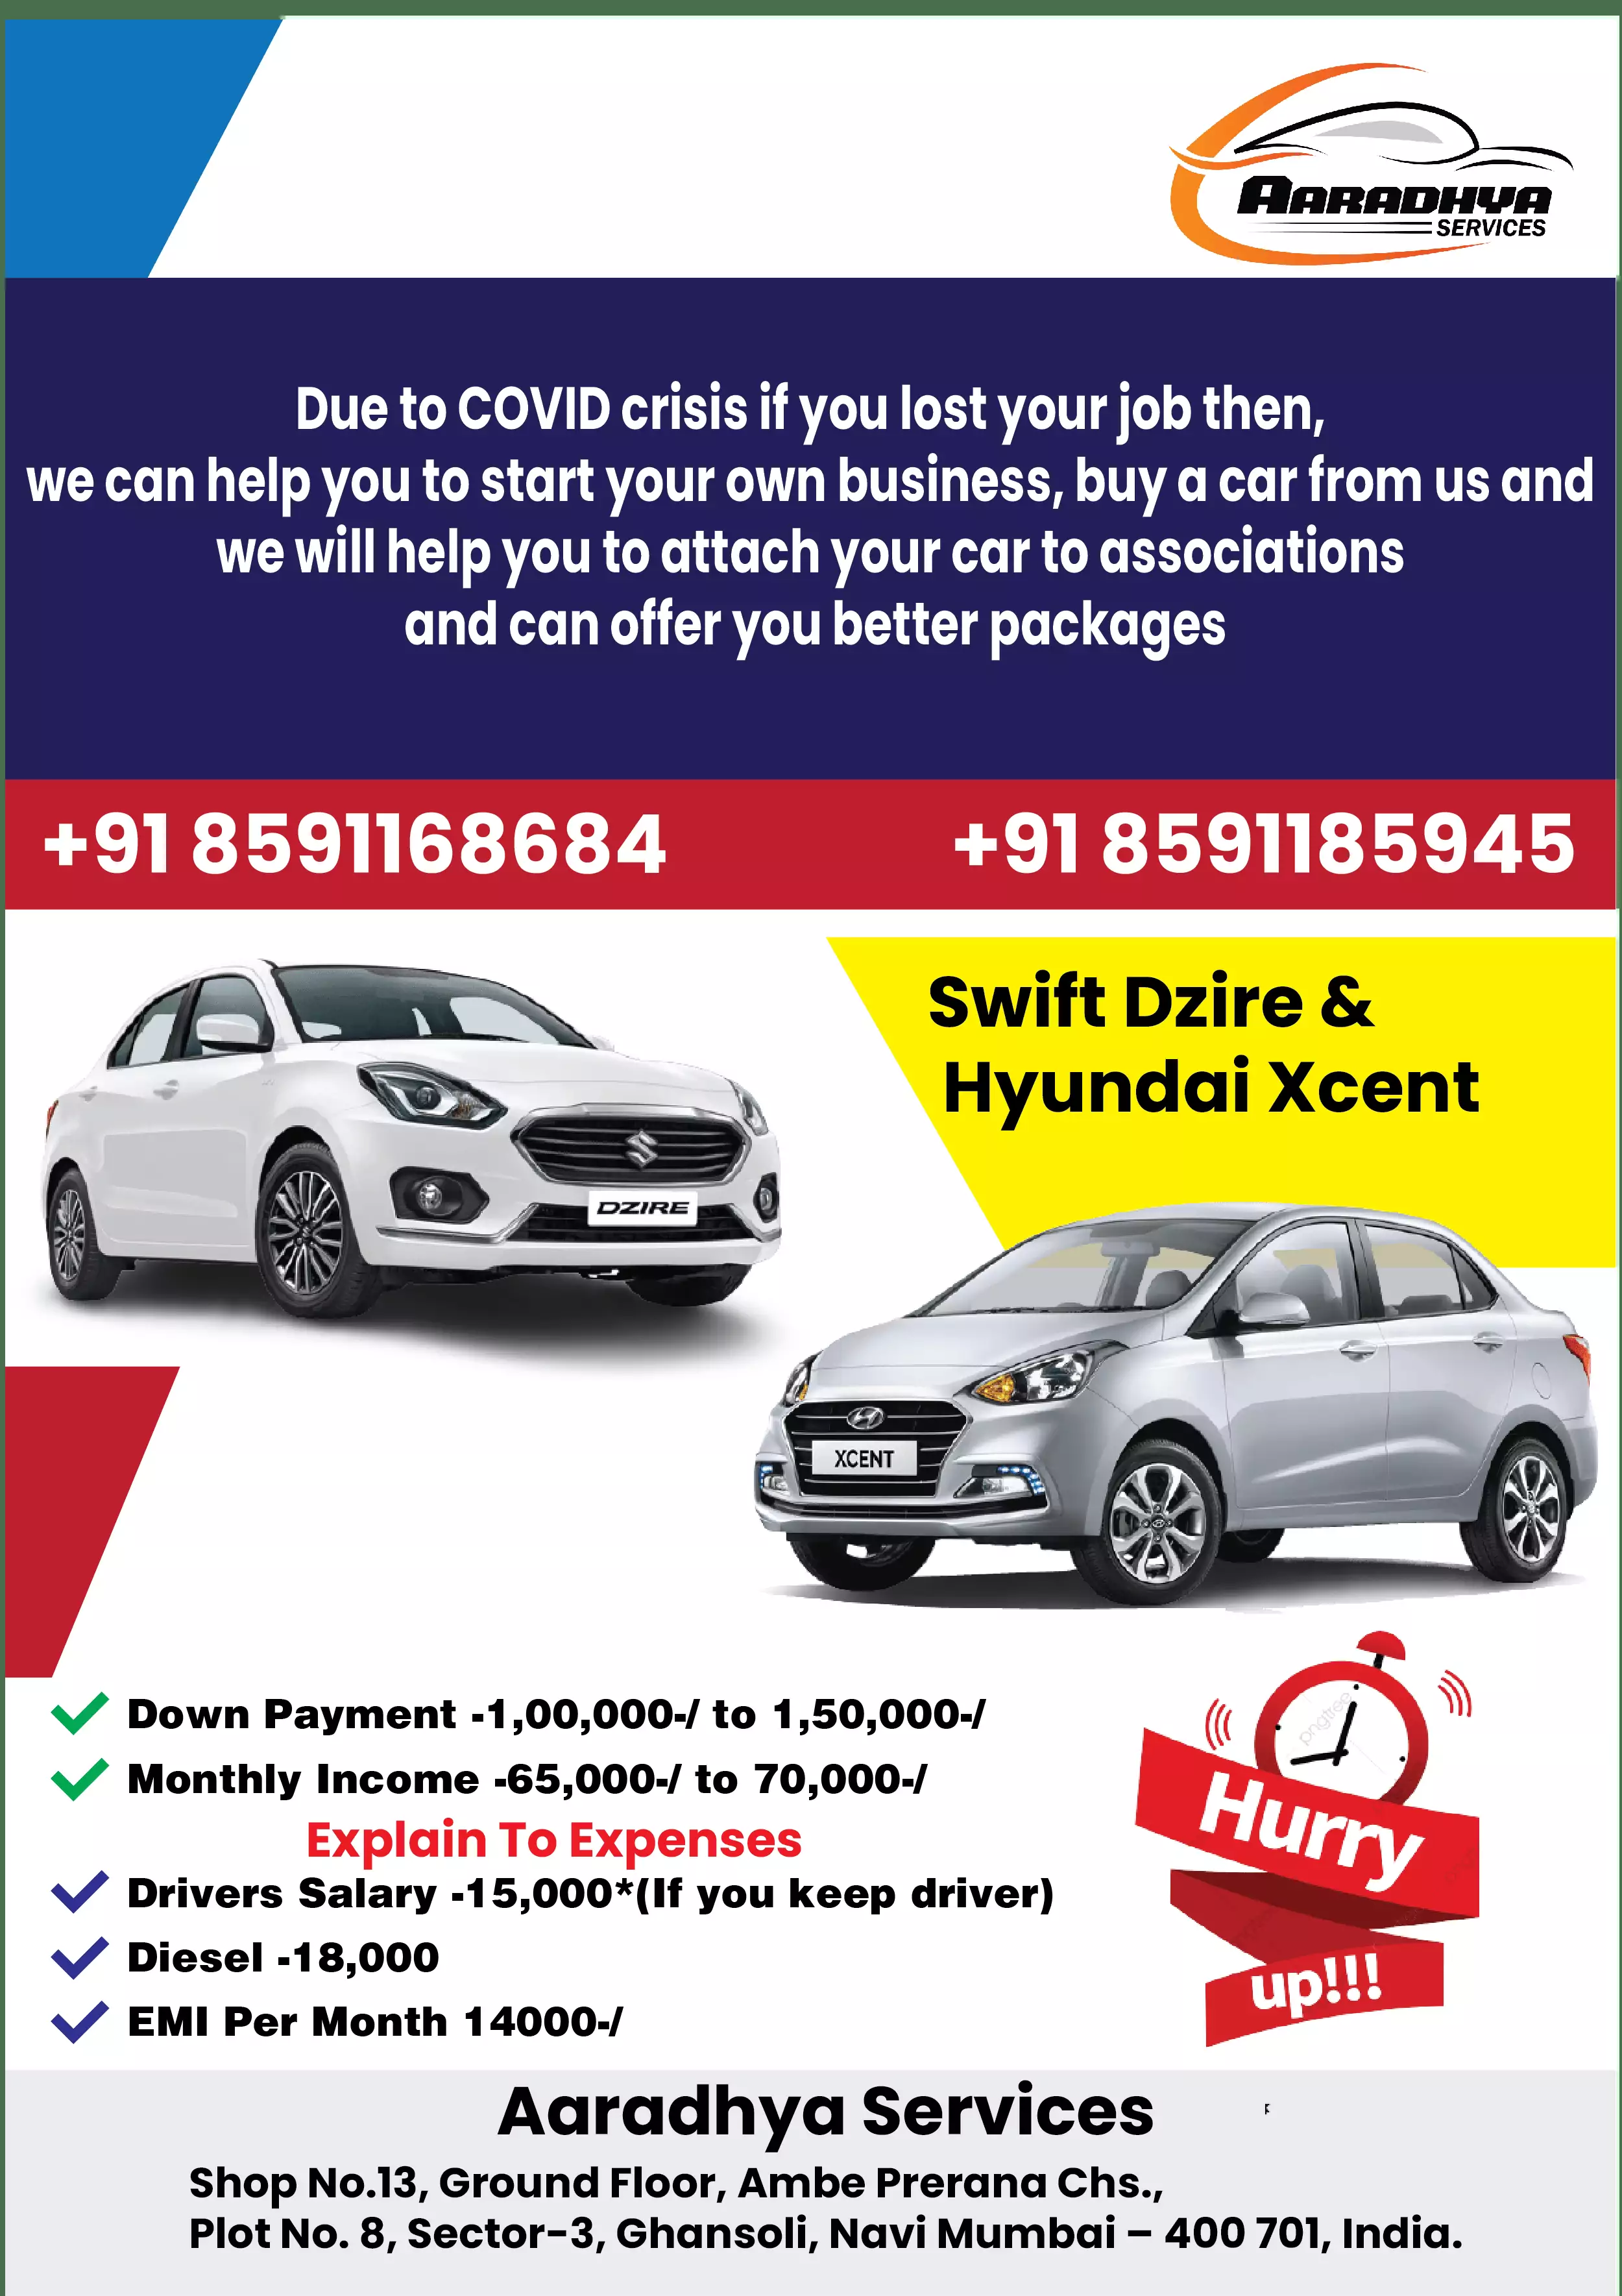 AARADHYA
SERVICES
Due to COVID crisis if you lost your job then,
we can help you to start your own business, buy a car from us and
we will help you to attach your car to associations
and can offer you better packages
+91 8591168684
+91 8591185945
Swift Dzire &
Hyundai Xcent
DZIRE
XCENT
Down Payment -1,00,000-/ to 1,50,000-/
Monthly Income -65,000-/ to 70,000-/
Explain To Expenses
Drivers Salary -15,000*(If you keep driver)
Diesel -18,000
EMI Per Month 14000-/
pngtree
Hurry
up!!!
Aaradhya Services
Shop No.13, Ground Floor, Ambe Prerana Chs.,
Plot No. 8, Sector-3, Ghansoli, Navi Mumbai – 400 701, India.